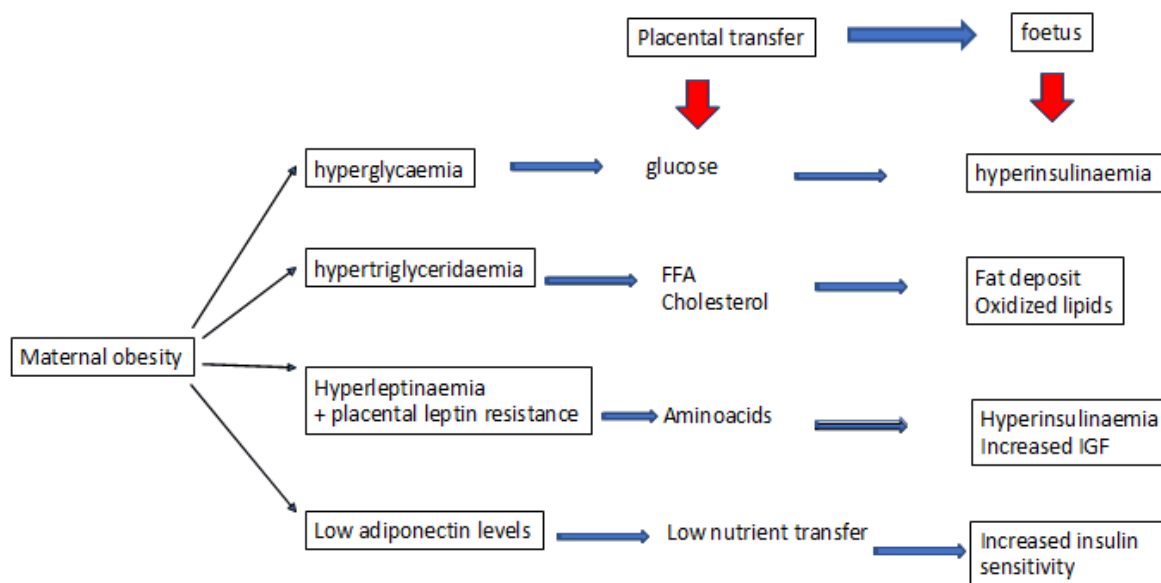 Placental transfer
foetus
hyperglycaemia
glucose
hyperinsulinaemia
hypertriglyceridaemia
FFA
Cholesterol
Fat deposit
Oxidized lipids
Maternal obesity
Hyperleptinaemia
+ placental leptin resistance
Aminoacids
Hyperinsulinaemia
Increased IGF
Low adiponectin levels
Low nutrient transfer
Increased insulin
sensitivity